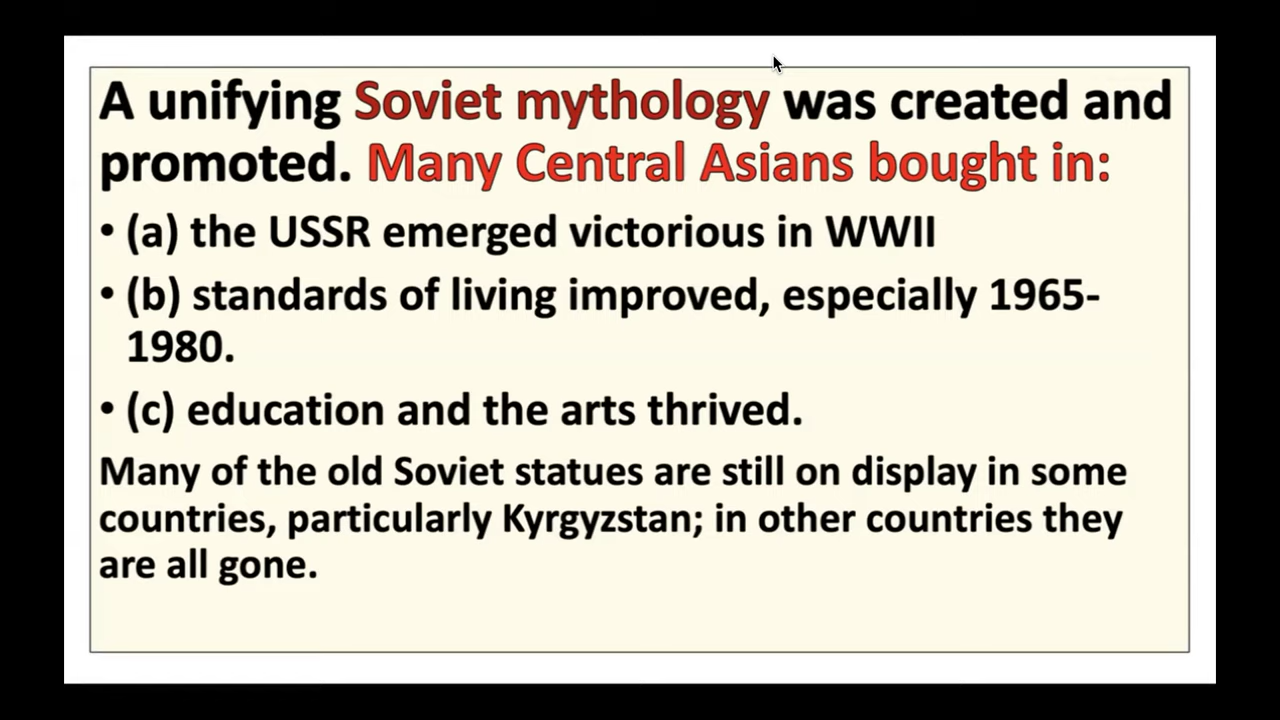 A unifying Soviet mythology was created and
promoted. Many Central Asians bought in:
• (a) the USSR emerged victorious in WWII
• (b) standards of living improved, especially 1965-
1980.
• (c) education and the arts thrived.
Many of the old Soviet statues are still on display in some
countries, particularly Kyrgyzstan; in other countries they
are all gone.